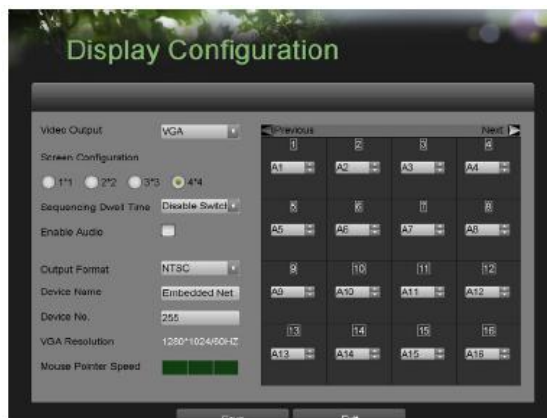 Display Configuration
Video Output VGA
Screen Configuration
1*1 2*2 3*3 4*4
Sequencing Dwell Time Disable Switch
Enable Audio
Output Format NTSC
Device Name Embedded Net
Device No. 255
VGA Resolution 1280*1024/60HZ
Mouse Pointer Speed
Previous Next
1 2 3 4
A1 A2 A3 A4
5 6 7 8
A5 A6 A7 A8
9 10 11 12
A9 A10 A11 A12
13 14 15 16
A13 A14 A15 A16
Save Exit